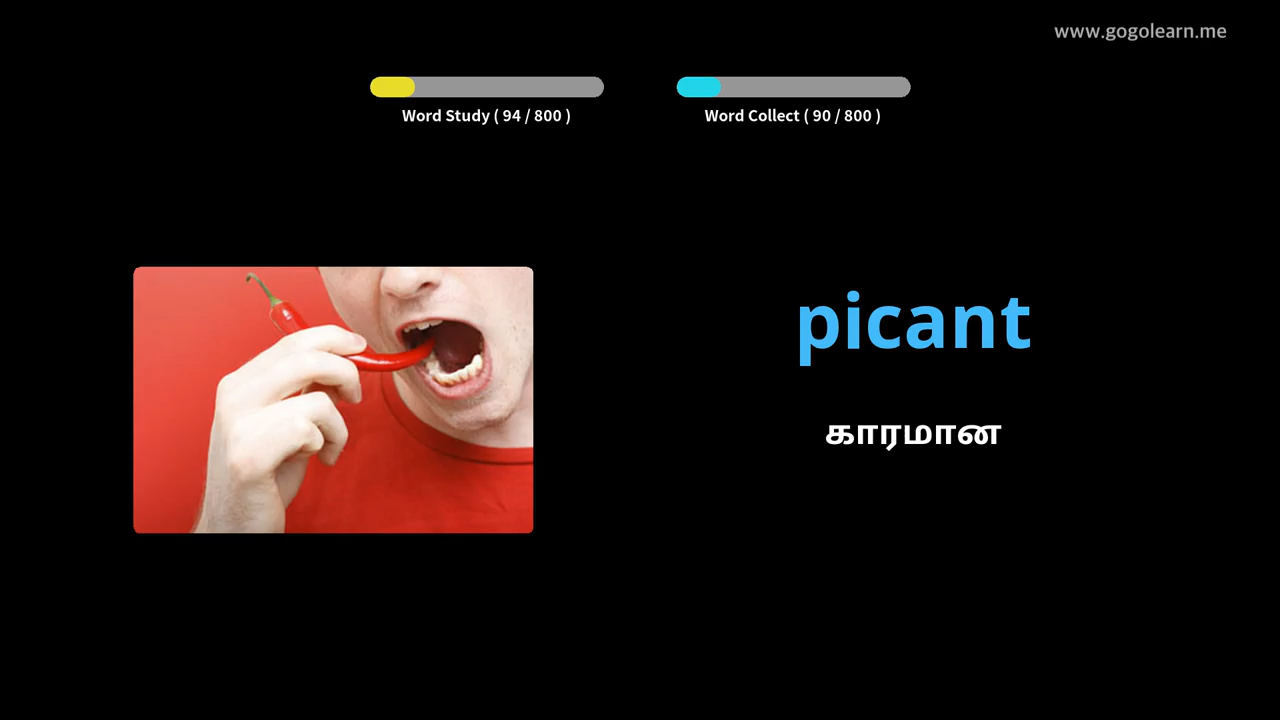 www.gogolearn.me
Word Study ( 94 / 800 )
Word Collect ( 90 / 800 )
picant
காரமான